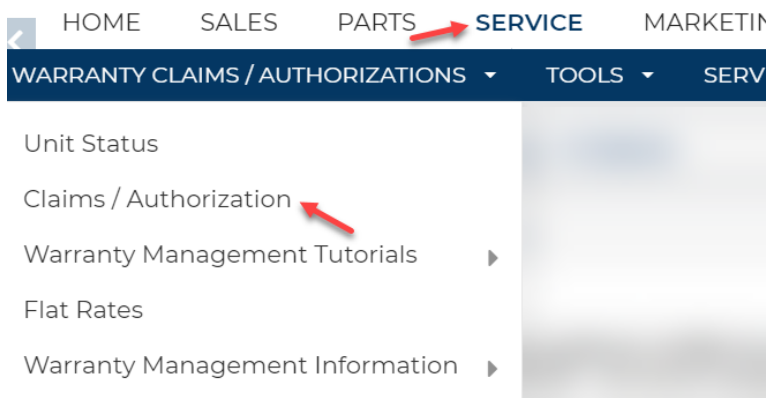 HOME SALES PARTS SERVICE
WARRANTY CLAIMS / AUTHORIZATIONS TOOLS
Unit Status
Claims / Authorization
Warranty Management Tutorials
Flat Rates
Warranty Management Information